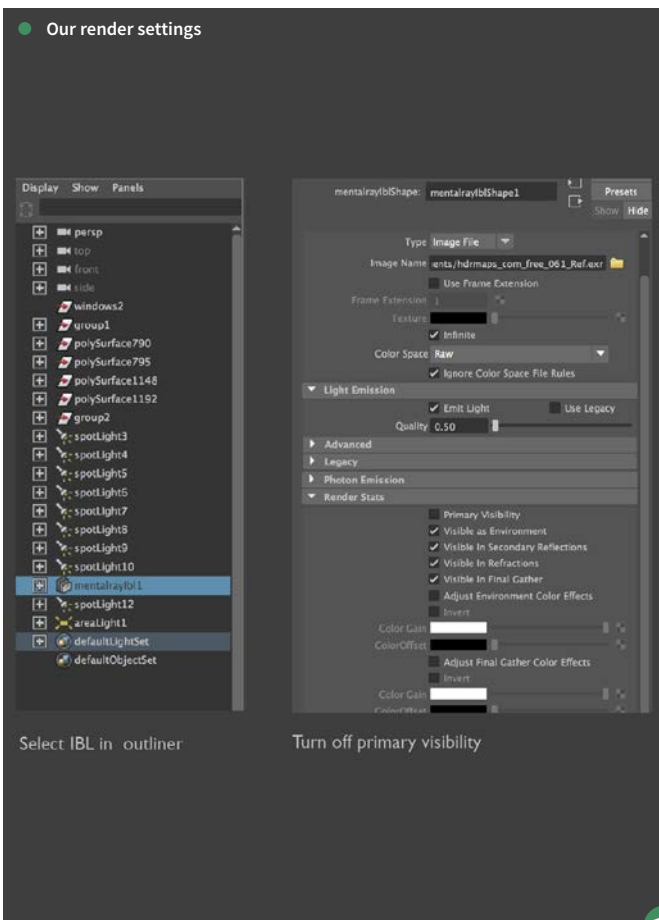 Our render settings
Display Show Panels
persp
top
front
side
windows2
group1
polySurface790
polySurface795
polySurface1148
polySurface1192
group2
spotLight3
spotLight4
spotLight5
spotLight6
spotLight7
spotLight8
spotLight9
spotLight10
mentalrayIbl1
spotLight12
areaLight1
defaultLightSet
defaultObjectSet
Select IBL in outliner
mentalrayIblShape: mentalrayIblShape1
Presets
Show Hide
Type Image File
Image Name ents/hdrmaps_com_free_061_Ref.exr
Use Frame Extension
Frame Extension 1
Texture
Infinite
Color Space Raw
Ignore Color Space File Rules
Light Emission
Emit Light Use Legacy
Quality 0.50
Advanced
Legacy
Photon Emission
Render Stats
Primary Visibility
Visible as Environment
Visible In Secondary Reflections
Visible In Refractions
Visible In Final Gather
Adjust Environment Color Effects
Invert
Color Gain
ColorOffset
Adjust Final Gather Color Effects
Invert
Color Gain
ColorOffset
Turn off primary visibility